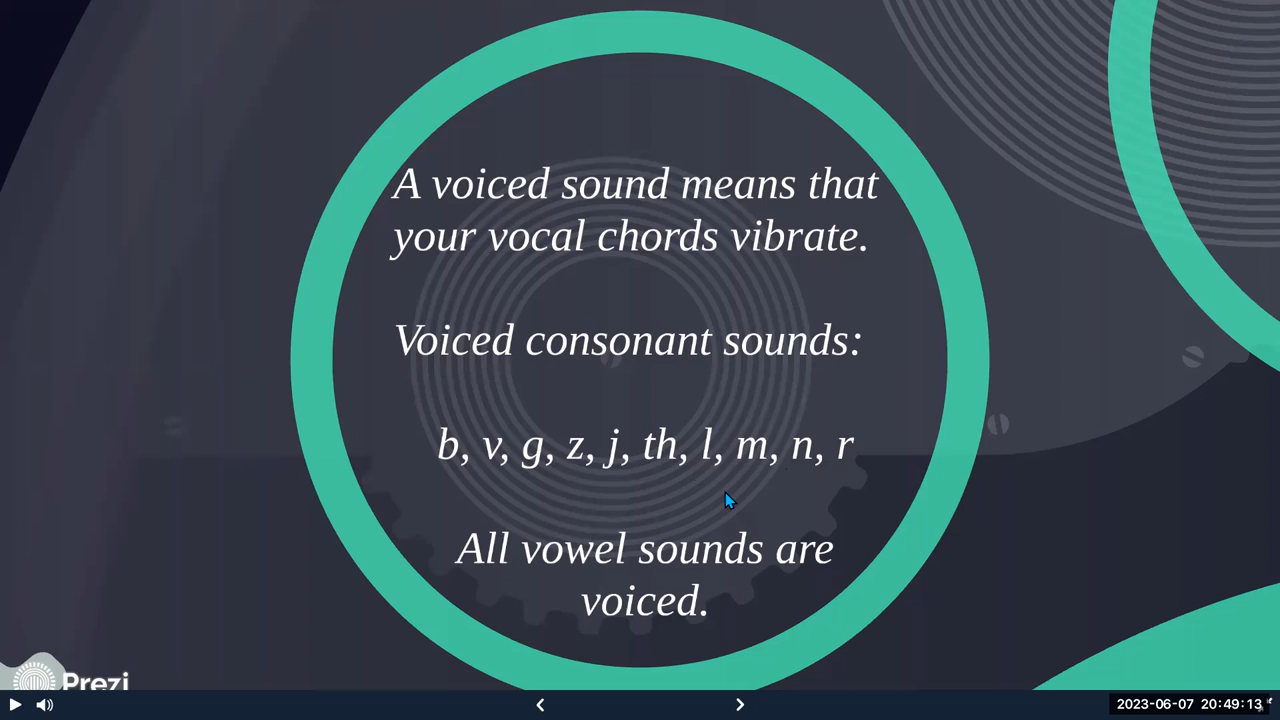 A voiced sound means that
your vocal chords vibrate.
Voiced consonant sounds:
b, v, g, z, j, th, l, m, n, r
All vowel sounds are
voiced.
Prezi
2023-06-07 20:49:13